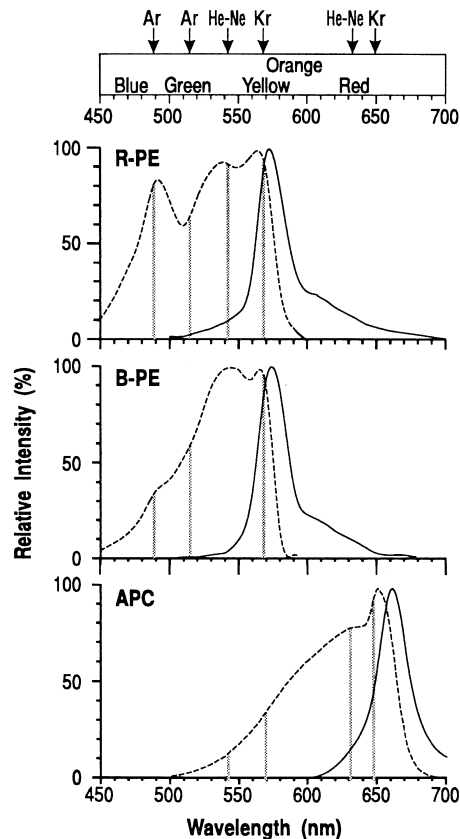 Ar Ar He-Ne Kr He-Ne Kr
Orange
Blue Green Yellow Red
450 500 550 600 650 700
R-PE
100
50
0
B-PE
100
50
0
APC
100
50
0
Relative Intensity (%)
450 500 550 600 650 700
Wavelength (nm)